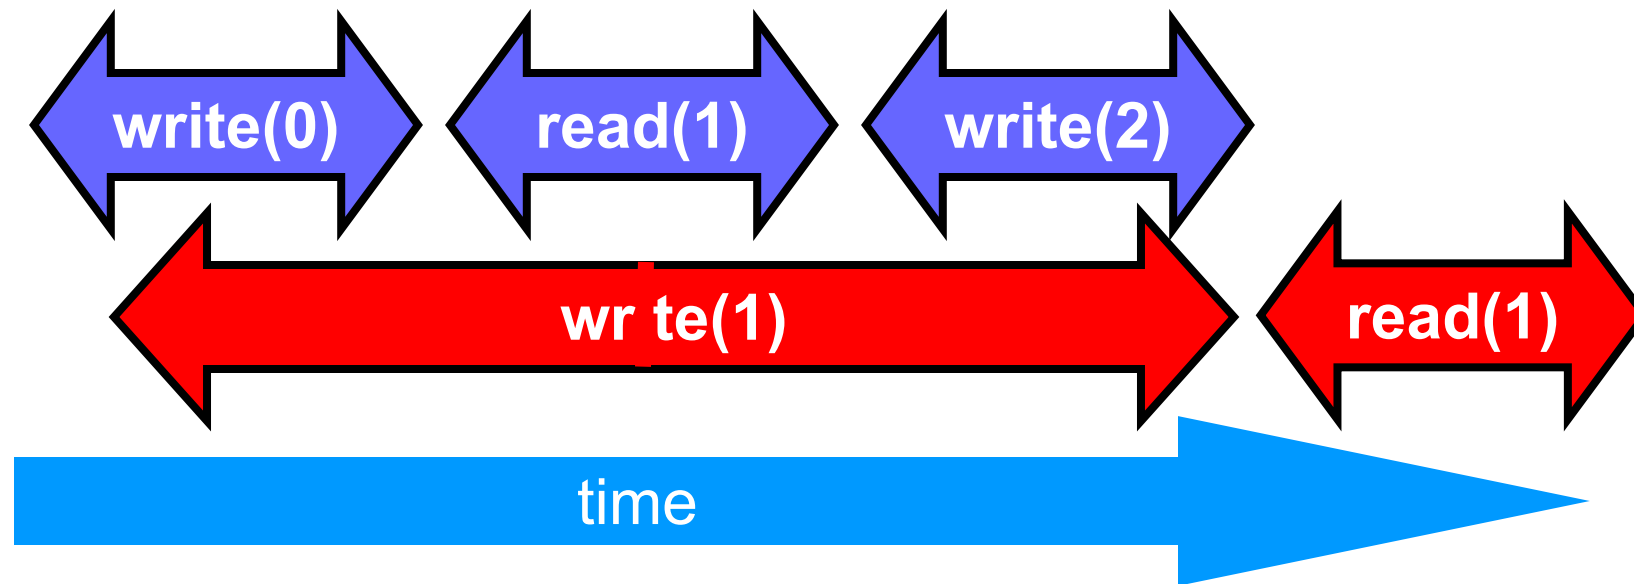 write(0) read(1) write(2)
wr te(1) read(1)
time